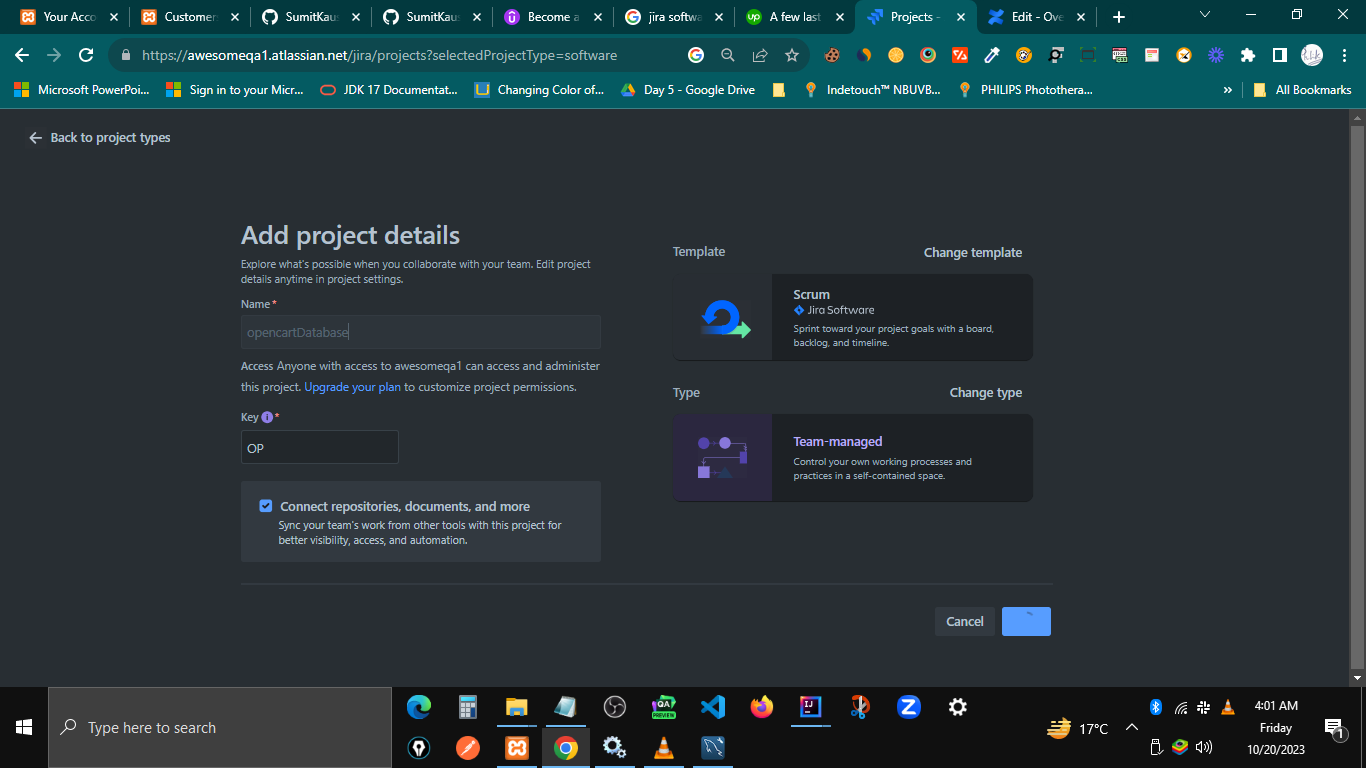 Your Acco
Customer
SumitKaus
SumitKaus
Become a
jira softwa
A few last
Projects -
Edit - Ove
https://awesomeqa1.atlassian.net/jira/projects?selectedProjectType=software
Microsoft PowerPoi...
Sign in to your Micr...
JDK 17 Documentat...
Changing Color of...
Day 5 - Google Drive
Indetouch™ NBUVB...
PHILIPS Photothera...
»
All Bookmarks
Back to project types
Add project details
Explore what's possible when you collaborate with your team. Edit project
details anytime in project settings.
Name *
opencartDatabase
Access Anyone with access to awesomeqa1 can access and administer
this project. Upgrade your plan to customize project permissions.
Key *
OP
Connect repositories, documents, and more
Sync your team's work from other tools with this project for
better visibility, access, and automation.
Template
Change template
Scrum
Jira Software
Sprint toward your project goals with a board,
backlog, and timeline.
Type
Change type
Team-managed
Control your own working processes and
practices in a self-contained space.
Cancel
Type here to search
QA
PREVIEW
IJ
Z
17°C
4:01 AM
Friday
10/20/2023
1